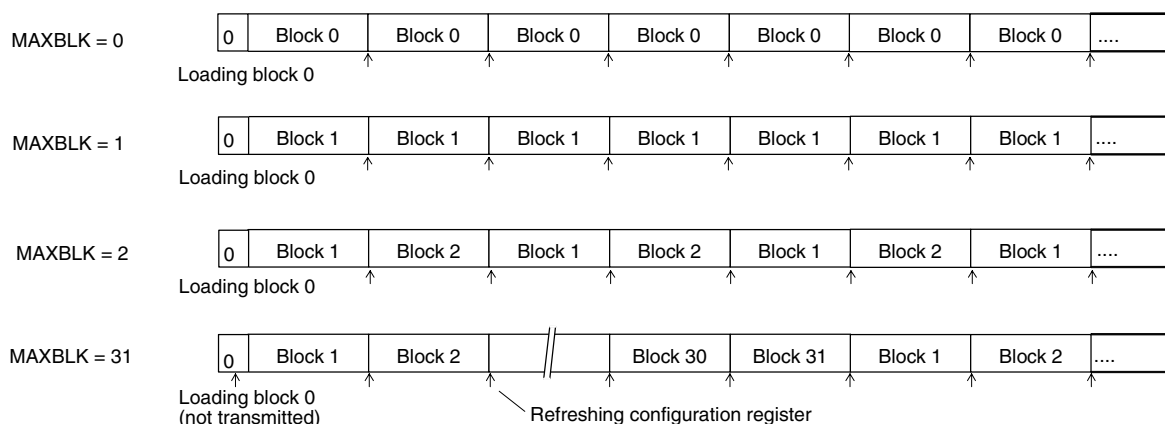 MAXBLK = 0 0 Block 0 Block 0 Block 0 Block 0 Block 0 Block 0 Block 0 ....
Loading block 0
MAXBLK = 1 0 Block 1 Block 1 Block 1 Block 1 Block 1 Block 1 Block 1 ....
Loading block 0
MAXBLK = 2 0 Block 1 Block 2 Block 1 Block 2 Block 1 Block 2 Block 1 ....
Loading block 0
MAXBLK = 31 0 Block 1 Block 2 Block 30 Block 31 Block 1 Block 2 ....
Loading block 0
(not transmitted) Refreshing configuration register